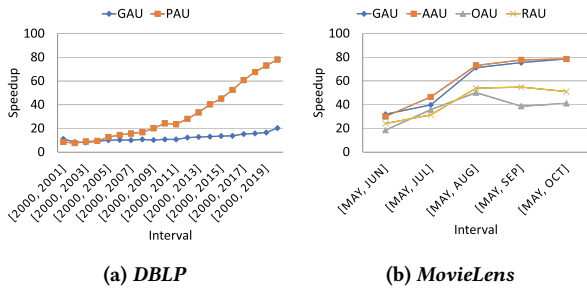 GAU PAU
Speedup
100
80
60
40
20
0
[2000, 2001]
[2000, 2003]
[2000, 2005]
[2000, 2007]
[2000, 2009]
[2000, 2011]
[2000, 2013]
[2000, 2015]
[2000, 2017]
[2000, 2019]
Interval
(a) DBLP
GAU AAU OAU RAU
Speedup
100
80
60
40
20
0
[MAY, JUN]
[MAY, JUL]
[MAY, AUG]
[MAY, SEP]
[MAY, OCT]
Interval
(b) MovieLens